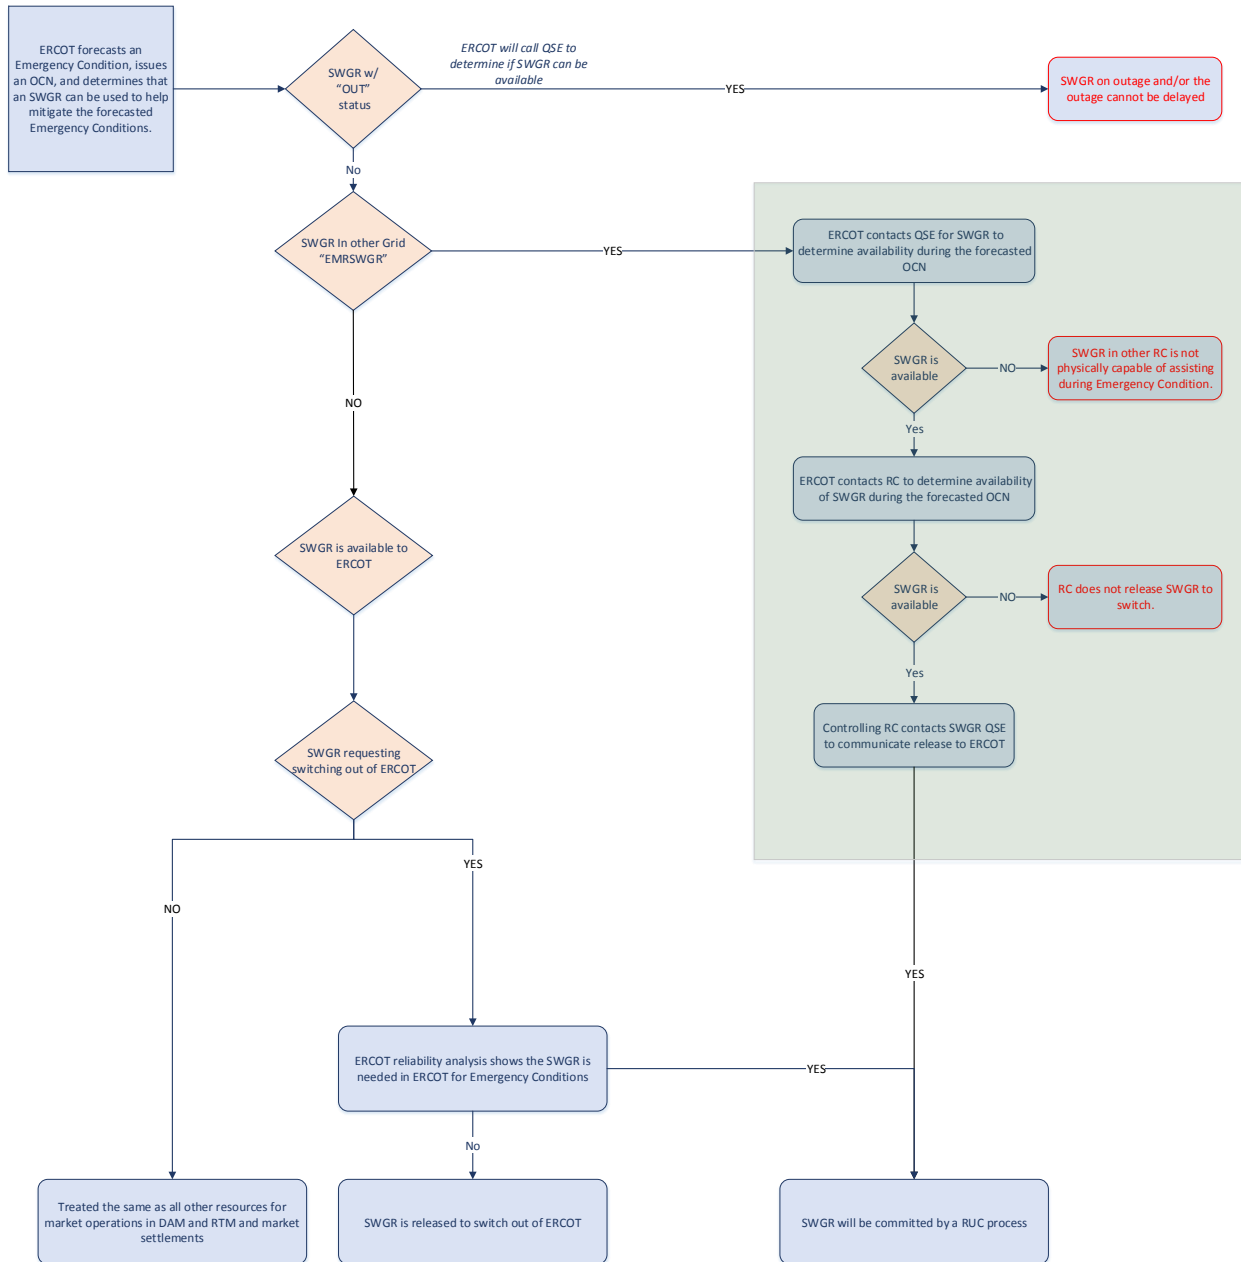 ERCOT forecasts an
Emergency Condition, issues
an OCN, and determines that
an SWGR can be used to help
mitigate the forecasted
Emergency Conditions.
SWGR w/
“OUT”
status
ERCOT will call QSE to
determine if SWGR can be
available
YES
SWGR on outage and/or the
outage cannot be delayed
No
SWGR In other Grid
“EMRSWGR”
YES
ERCOT contacts QSE for SWGR to
determine availability during the forecasted
OCN
SWGR is
available
NO
SWGR in other RC is not
physically capable of assisting
during Emergency Condition.
NO
Yes
ERCOT contacts RC to determine availability
of SWGR during the forecasted OCN
SWGR is available to
ERCOT
SWGR is
available
NO
RC does not release SWGR to
switch.
Yes
Controlling RC contacts SWGR QSE
to communicate release to ERCOT
SWGR requesting
switching out of ERCOT
YES
NO
YES
ERCOT reliability analysis shows the SWGR is
needed in ERCOT for Emergency Conditions
YES
No
Treated the same as all other resources for
market operations in DAM and RTM and market
settlements
SWGR is released to switch out of ERCOT
SWGR will be committed by a RUC process